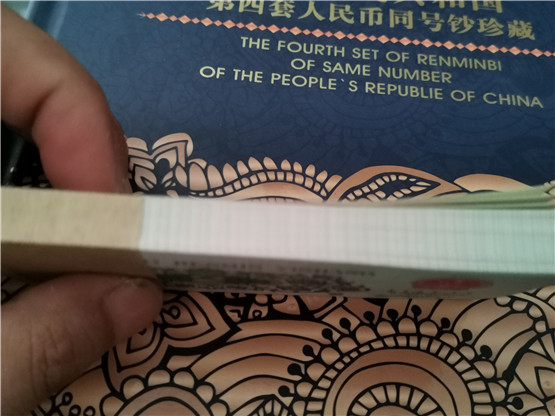 第四套人民币同号钞珍藏
THE FOURTH SET OF RENMINBI
OF SAME NUMBER
OF THE PEOPLE`S REPUBLIE OF CHINA